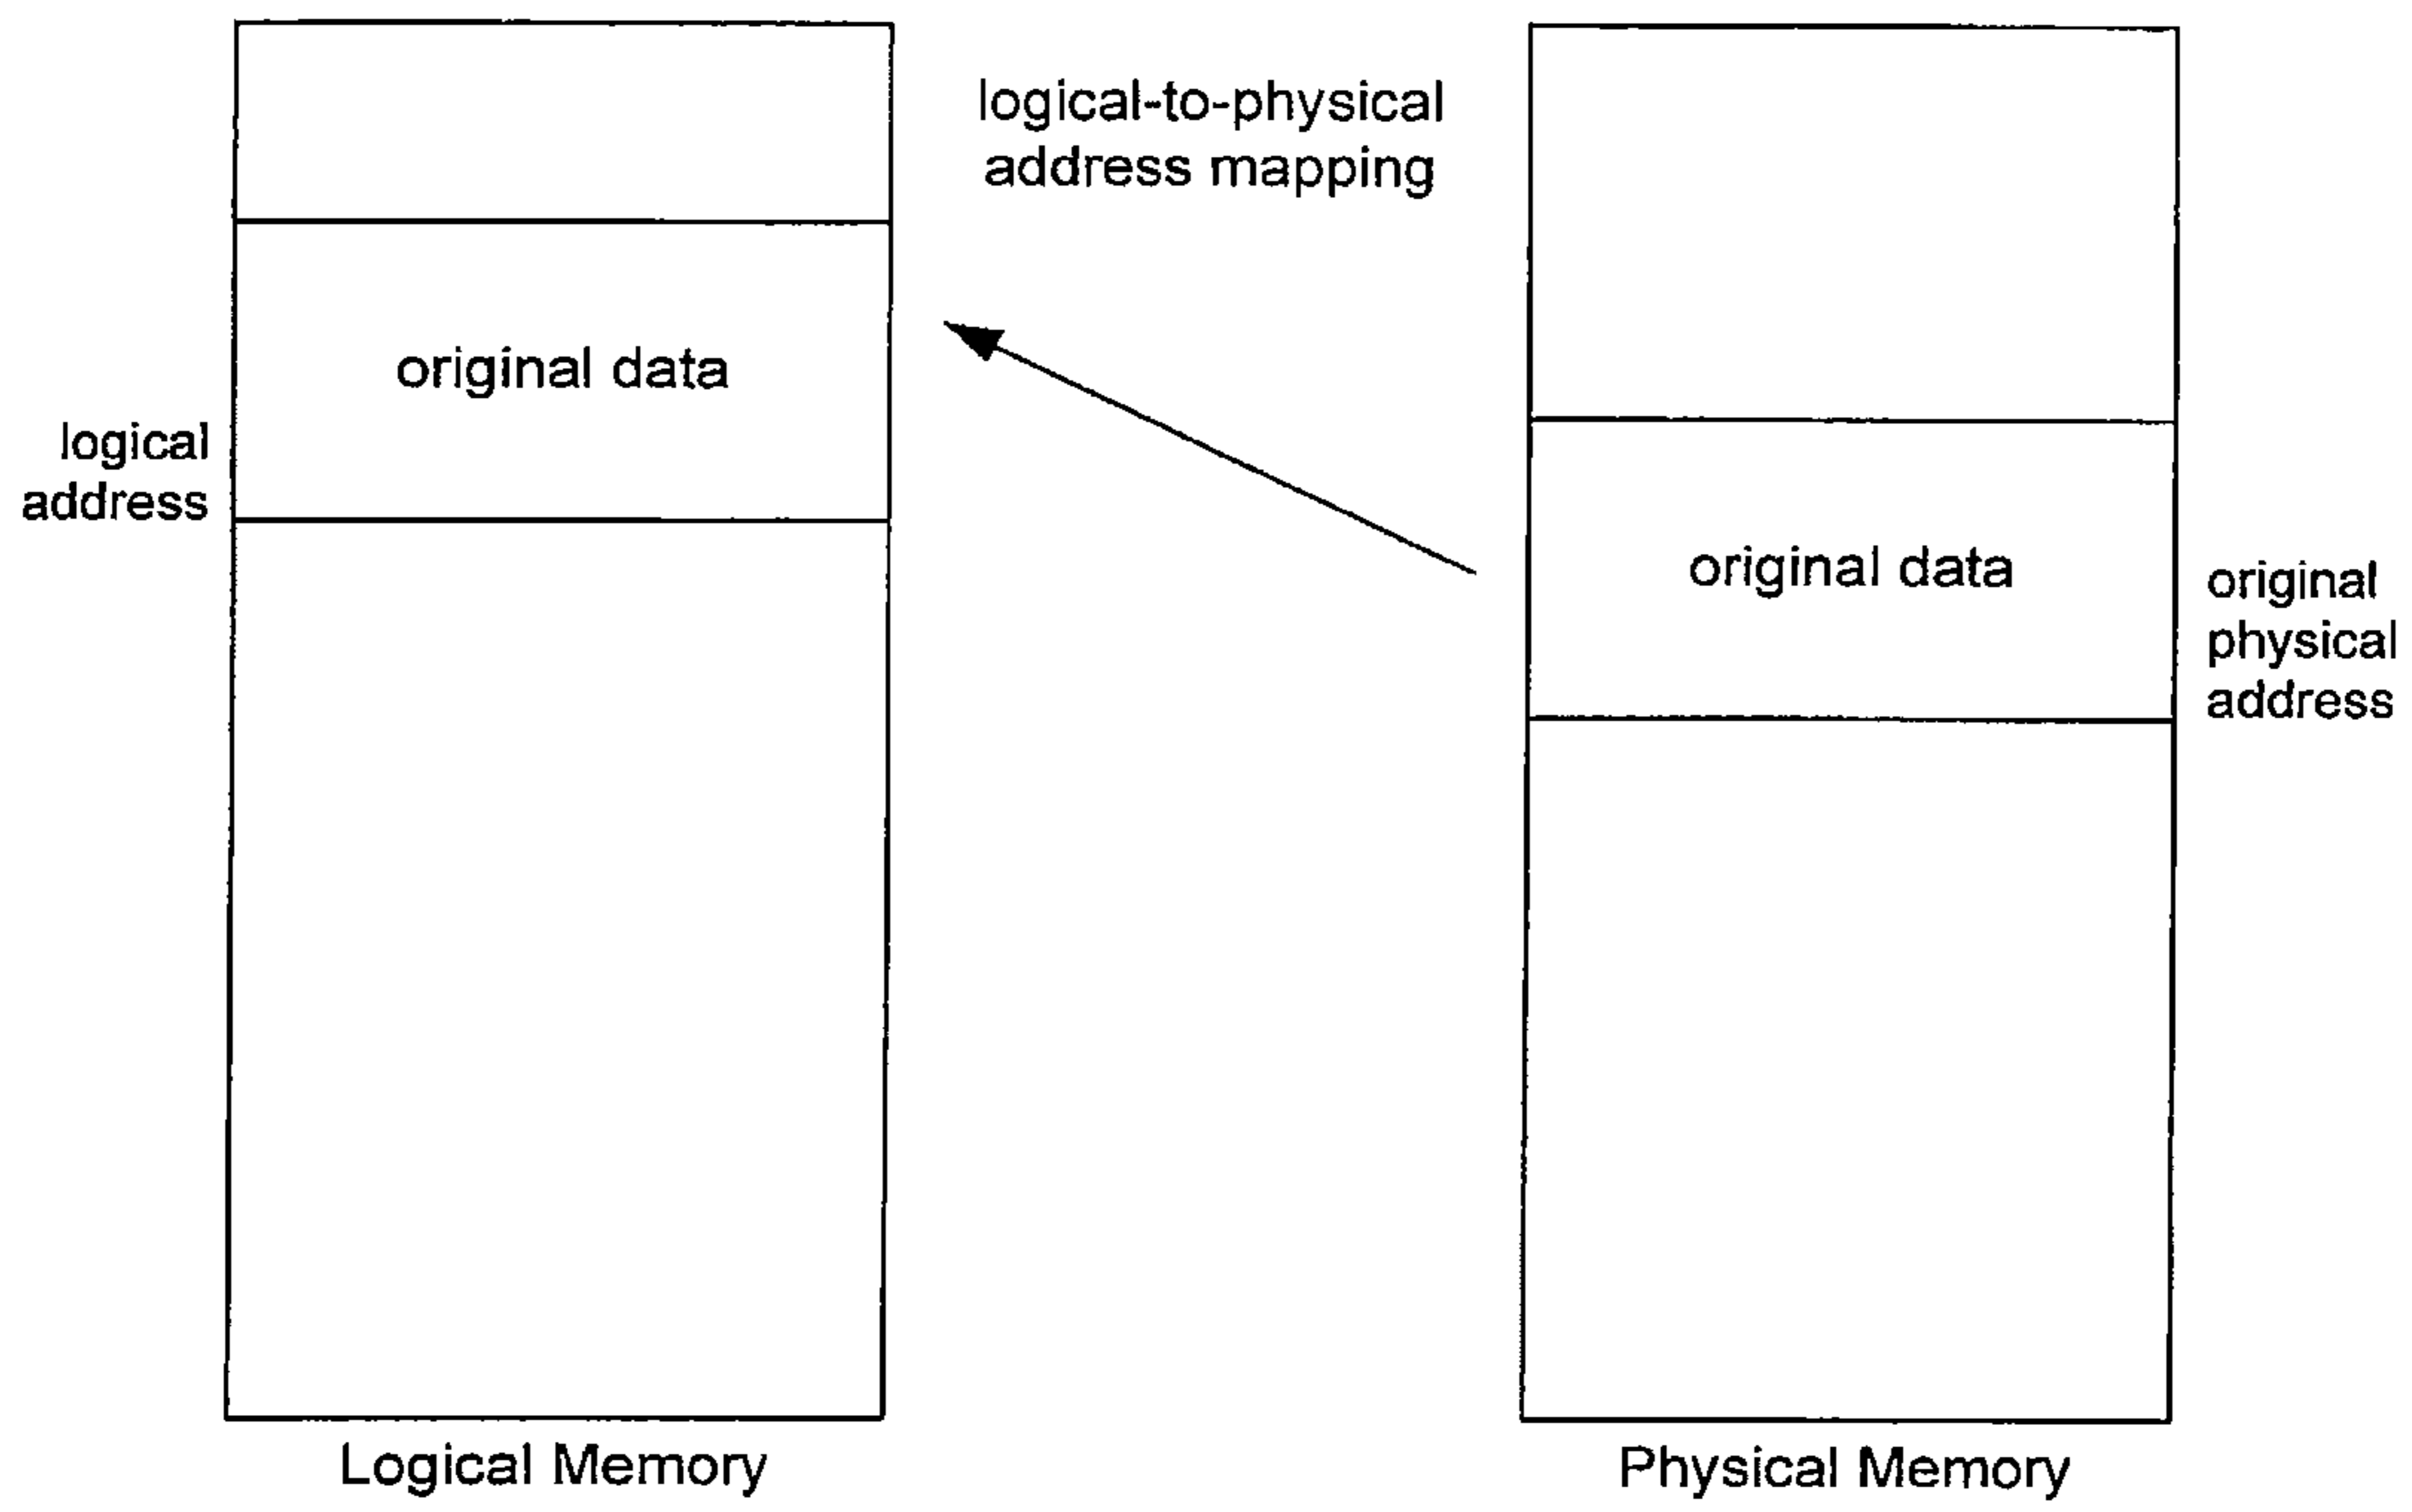 logical-to-physical
address mapping
original data
logical
address
original data
original
physical
address
Logical Memory
Physical Memory